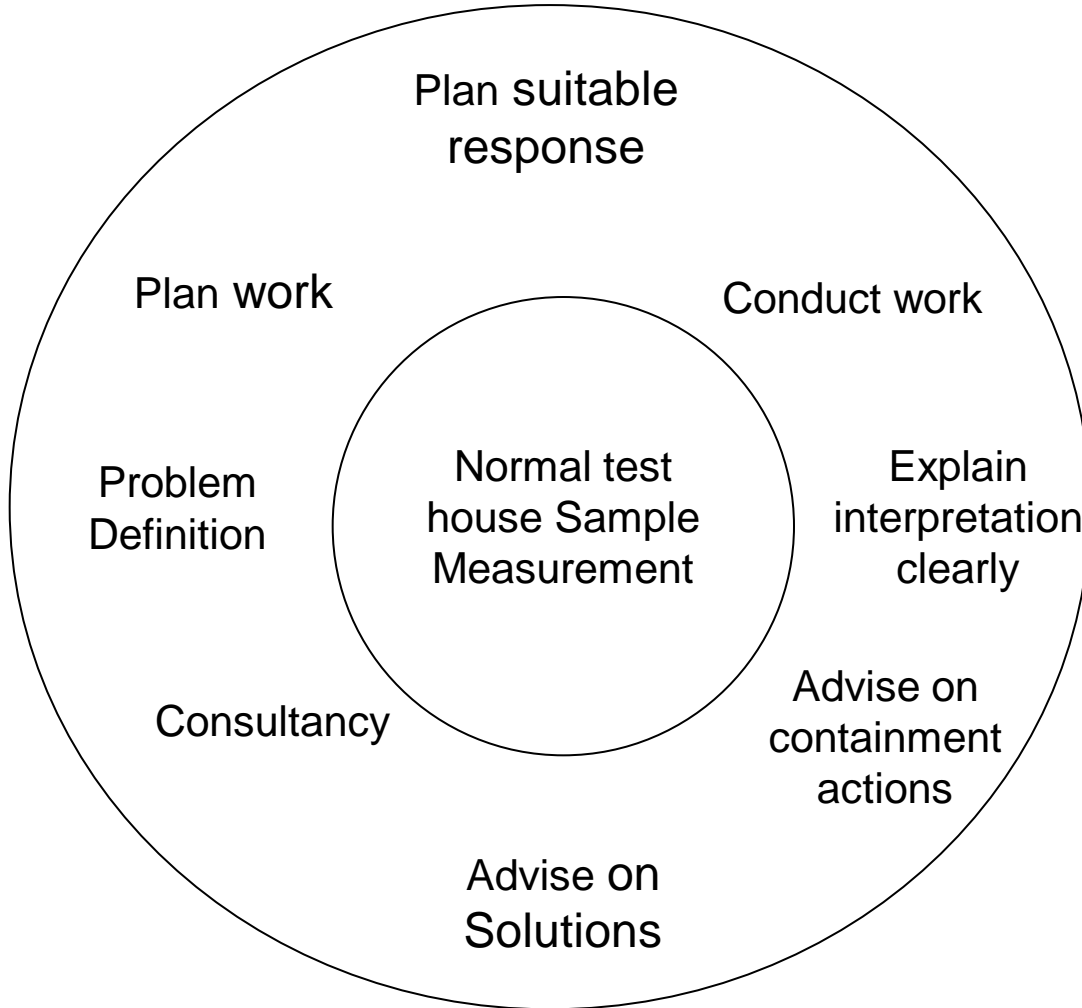 Plan suitable
response
Plan work
Conduct work
Problem
Definition
Normal test
house Sample
Measurement
Explain
interpretation
clearly
Consultancy
Advise on
containment
actions
Advise on
Solutions